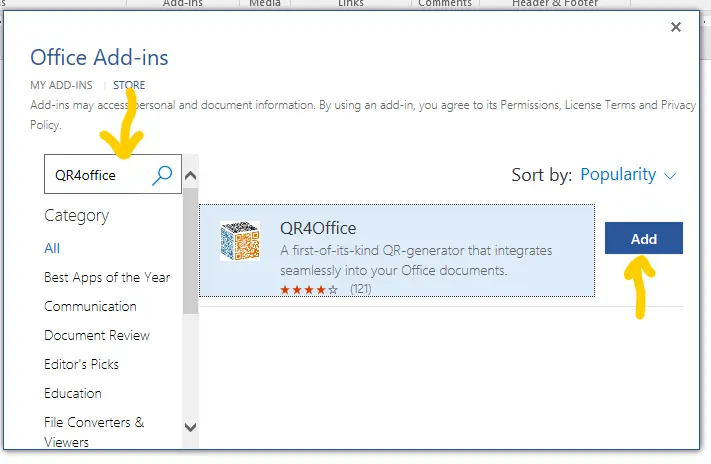 Add-ins Media Links Comments Header & Footer
Office Add-ins
MY ADD-INS STORE
Add-ins may access personal and document information. By using an add-in, you agree to its Permissions, License Terms and Privacy
Policy.
QR4office
Sort by: Popularity
Category
All
Best Apps of the Year
Communication
Document Review
Editor's Picks
Education
File Converters &
Viewers
QR4Office
A first-of-its-kind QR-generator that integrates
seamlessly into your Office documents.
(121)
Add